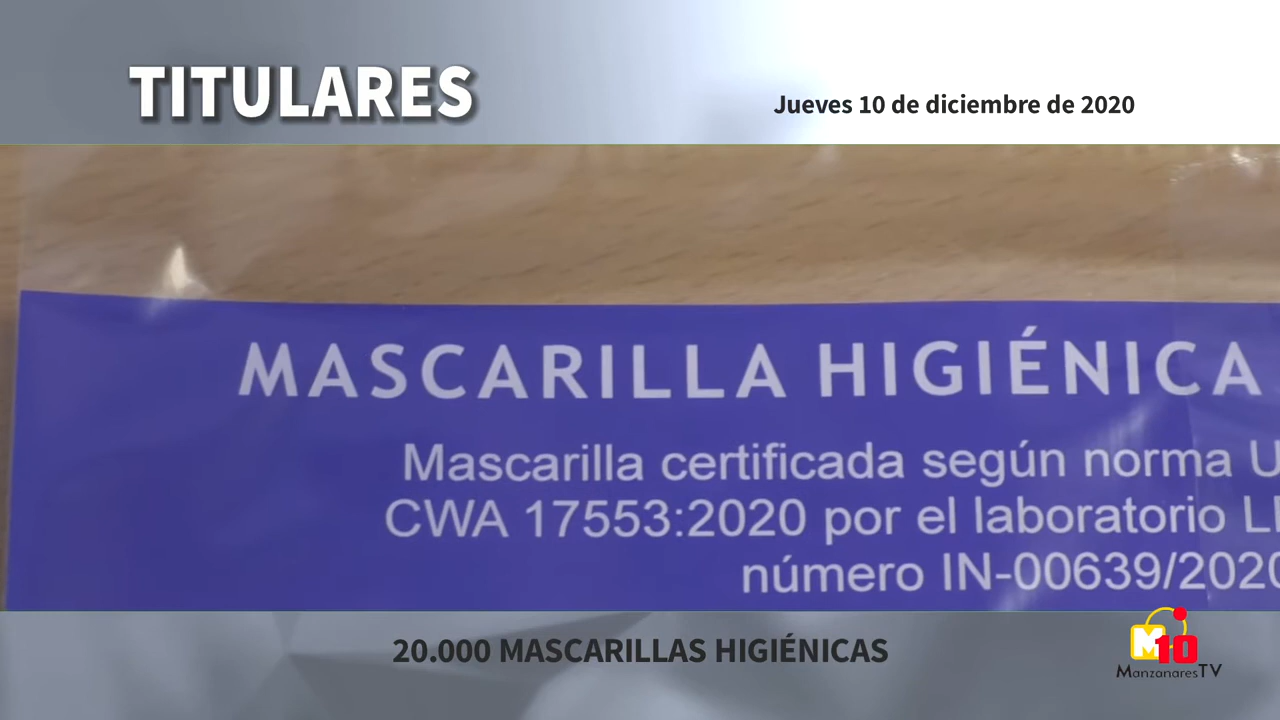 TITULARES
Jueves 10 de diciembre de 2020
MASCARILLA HIGIÉNICA
Mascarilla certificada según norma
CWA 17553:2020 por el laboratorio
número IN-00639/2020
20.000 MASCARILLAS HIGIÉNICAS
M10
ManzanaresTV